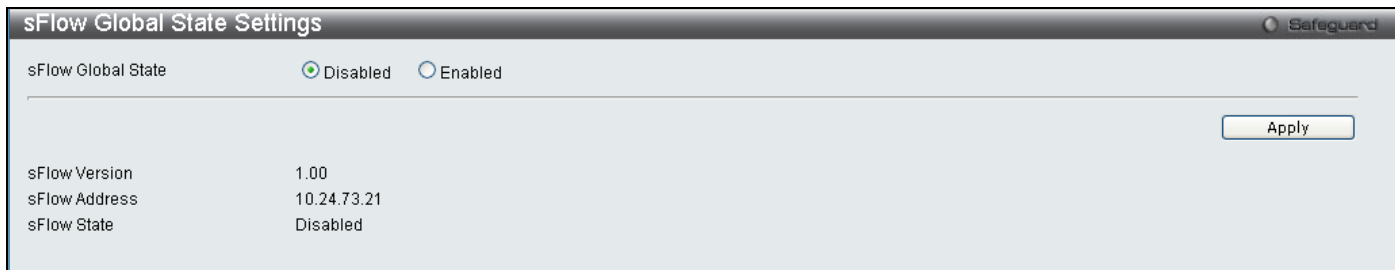 sFlow Global State Settings
Safeguard
sFlow Global State Disabled Enabled
Apply
sFlow Version 1.00
sFlow Address 10.24.73.21
sFlow State Disabled